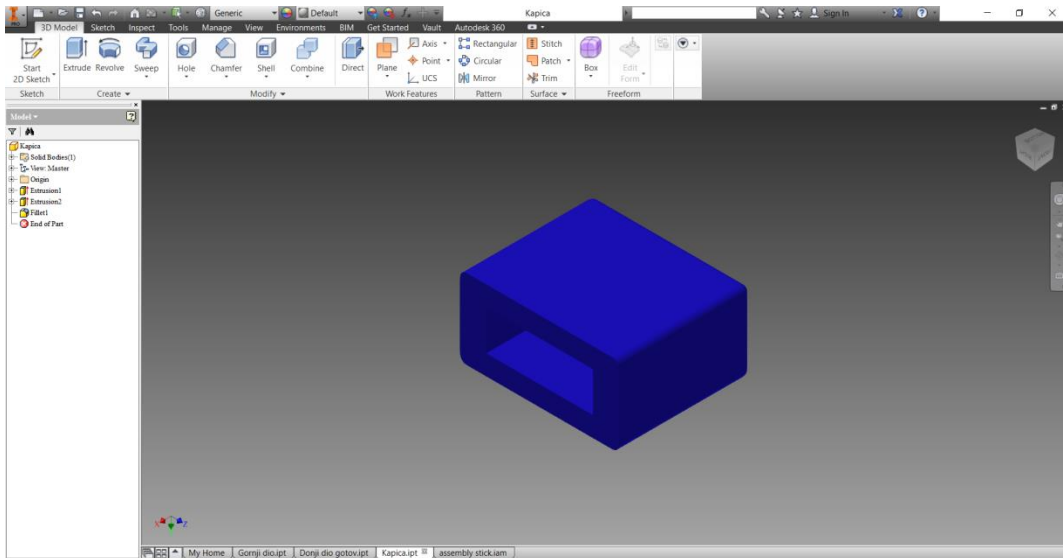 Generic
Default
Kapica
Sign In
3D Model
Sketch
Inspect
Tools
Manage
View
Environments
BIM
Get Started
Vault
Autodesk 360
Start
2D Sketch
Extrude
Revolve
Sweep
Hole
Chamfer
Shell
Combine
Direct
Plane
Axis
Point
UCS
Rectangular
Circular
Mirror
Stitch
Patch
Trim
Box
Edit
Form
Sketch
Create
Modify
Work Features
Pattern
Surface
Freeform
Model
Kapica
Solid Bodies(1)
View: Master
Origin
Extrusion1
Extrusion2
Fillet1
End of Part
X
Z
My Home
Gornji dio.ipt
Donji dio gotov.ipt
Kapica.ipt
assembly stick.iam